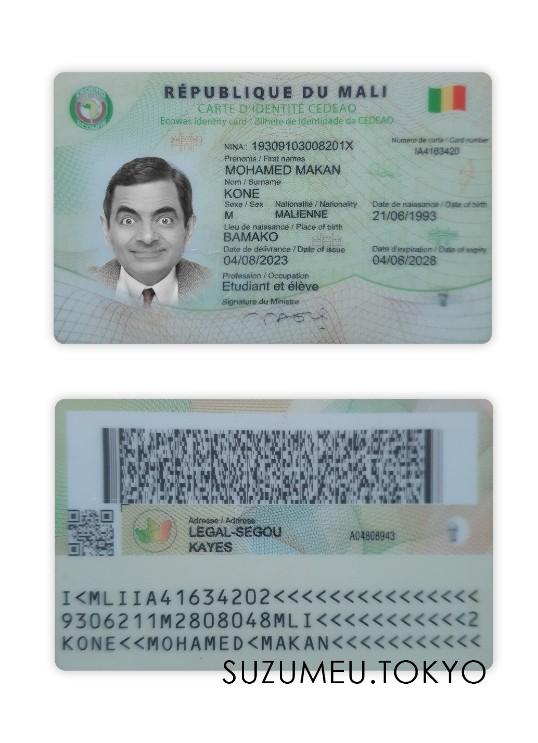 RÉPUBLIQUE DU MALI
CARTE D'IDENTITÉ CEDEAO
Ecowas Identity card / Bilhete de Identidade da CEDEAO
Numéro de carte / Card number
IA4163420
NINA: 19309103008201X
Prénoms / First names
MOHAMED MAKAN
Nom / Surname
KONE
Sexe / Sex Nationalité / Nationality Date de naissance / Date of birth
M MALIENNE 21/06/1993
Lieu de naissance / Place of birth
BAMAKO
Date de délivrance / Date of issue Date d'expiration / Date of expiry
04/08/2023 04/08/2028
Profession / Occupation
Etudiant et élève
Signature du Ministre
Adresse / Address
LEGAL-SEGOU
KAYES
A04808943
I<MLIIA41634202<<<<<<<<<<<<<<<
9306211M2808048MLI<<<<<<<<<<<2
KONE<<MOHAMED<MAKAN<<<<<<<<<<<
SUZUMEU.TOKYO